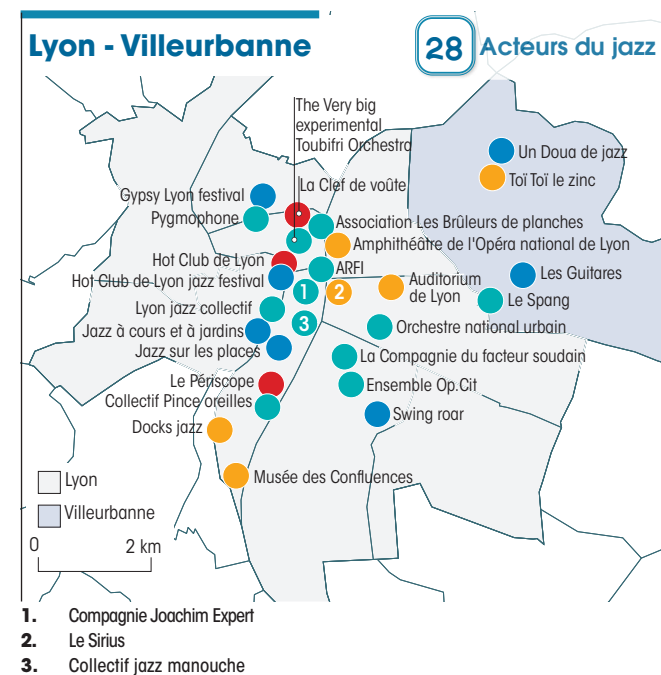 Lyon - Villeurbanne
28 Acteurs du jazz
The Very big
experimental
Toubifri Orchestra
Un Doua de jazz
Toï Toï le zinc
La Clef de voûte
Gypsy Lyon festival
Pygmophone
Association Les Brûleurs de planches
Amphithéâtre de l'Opéra national de Lyon
Hot Club de Lyon
ARFI
Hot Club de Lyon jazz festival
Auditorium
de Lyon
Les Guitares
Le Spang
1
2
Lyon jazz collectif
3
Orchestre national urbain
Jazz à cours et à jardins
Jazz sur les places
La Compagnie du facteur soudain
Le Périscope
Ensemble Op.Cit
Collectif Pince oreilles
Swing roar
Docks jazz
Musée des Confluences
Lyon
Villeurbanne
0 2 km
1. Compagnie Joachim Expert
2. Le Sirius
3. Collectif jazz manouche